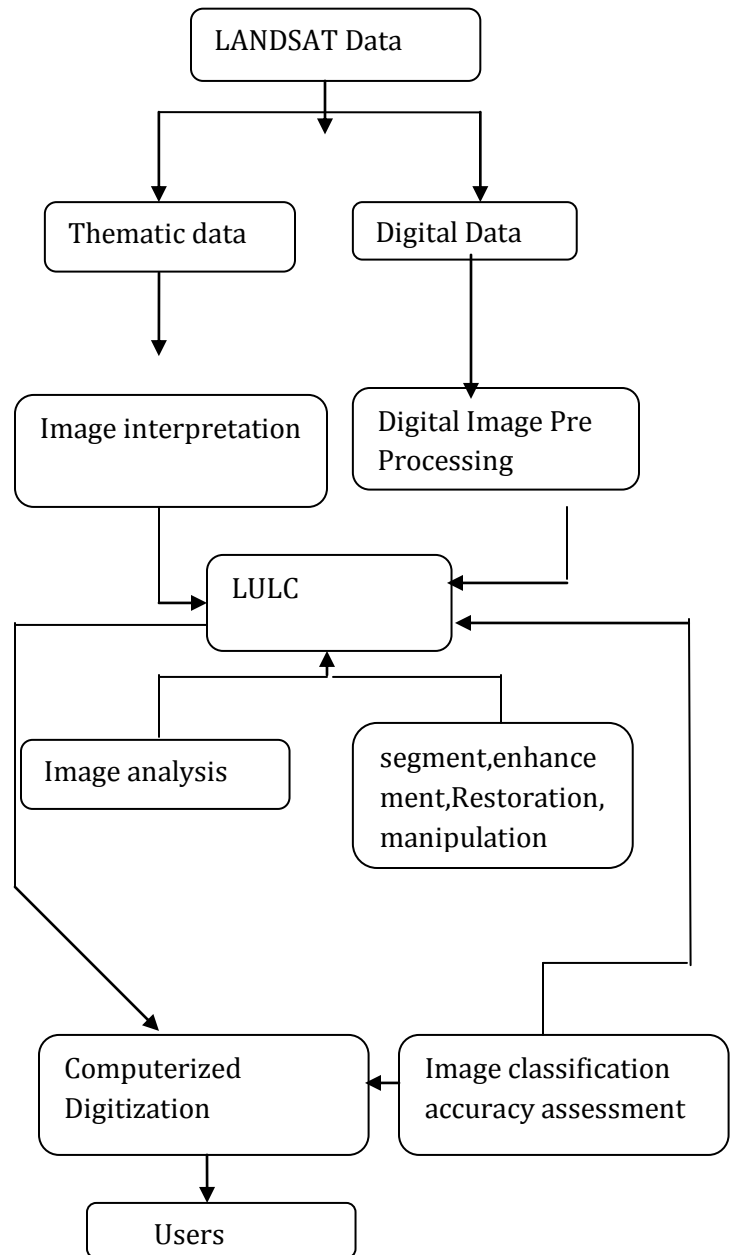 LANDSAT Data
Thematic data
Digital Data
Image interpretation
Digital Image Pre
Processing
LULC
Image analysis
segment,enhance
ment,Restoration,
manipulation
Computerized
Digitization
Image classification
accuracy assessment
Users